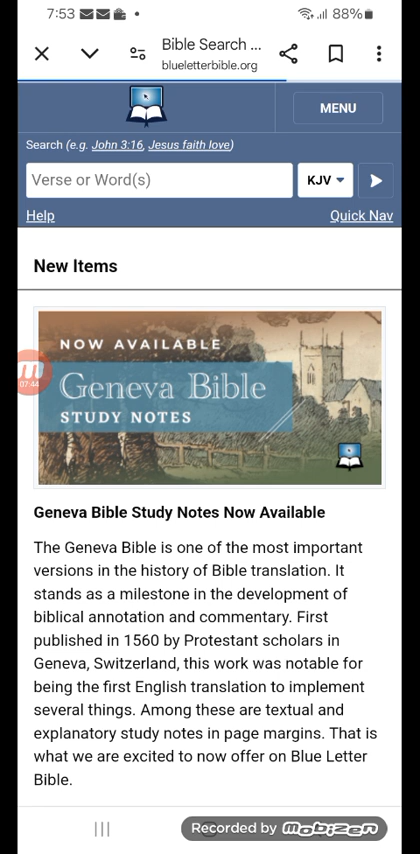 7:53
88%
Bible Search ...
blueletterbible.org
MENU
Search (e.g. John 3:16, Jesus faith love)
Verse or Word(s)
KJV
Help
Quick Nav
New Items
NOW AVAILABLE
Geneva Bible
STUDY NOTES
07:44
Geneva Bible Study Notes Now Available
The Geneva Bible is one of the most important
versions in the history of Bible translation. It
stands as a milestone in the development of
biblical annotation and commentary. First
published in 1560 by Protestant scholars in
Geneva, Switzerland, this work was notable for
being the first English translation to implement
several things. Among these are textual and
explanatory study notes in page margins. That is
what we are excited to now offer on Blue Letter
Bible.
Recorded by mobizen